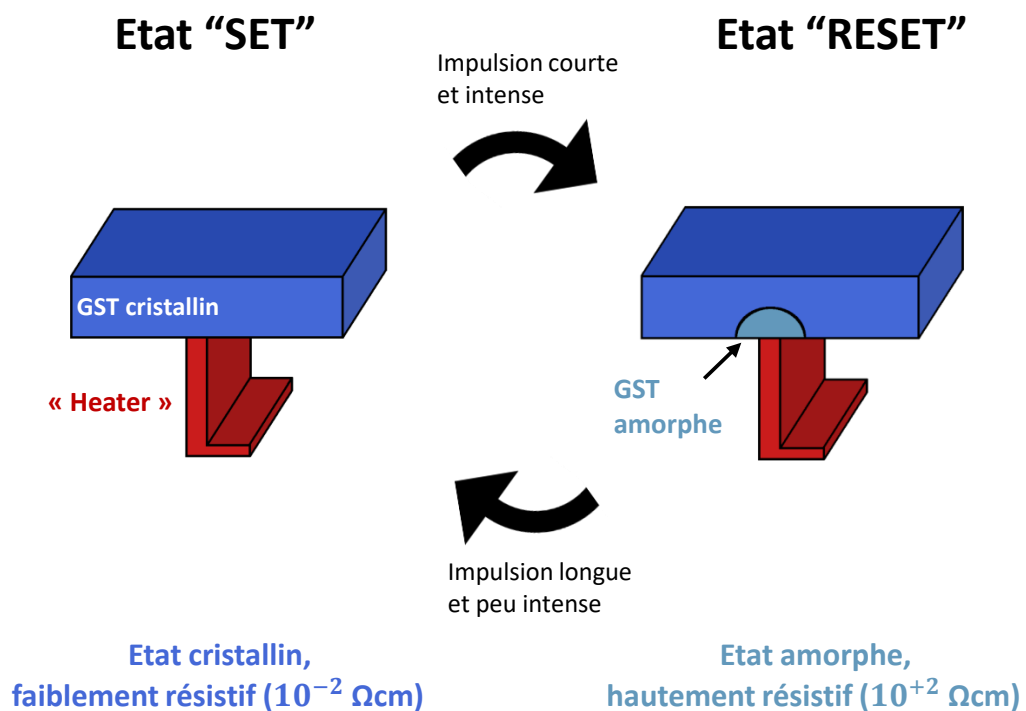 Etat “SET”
Etat “RESET”
Impulsion courte
et intense
GST cristallin
« Heater »
GST
amorphe
Impulsion longue
et peu intense
Etat cristallin,
faiblement résistif (10⁻² Ωcm)
Etat amorphe,
hautement résistif (10⁺² Ωcm)